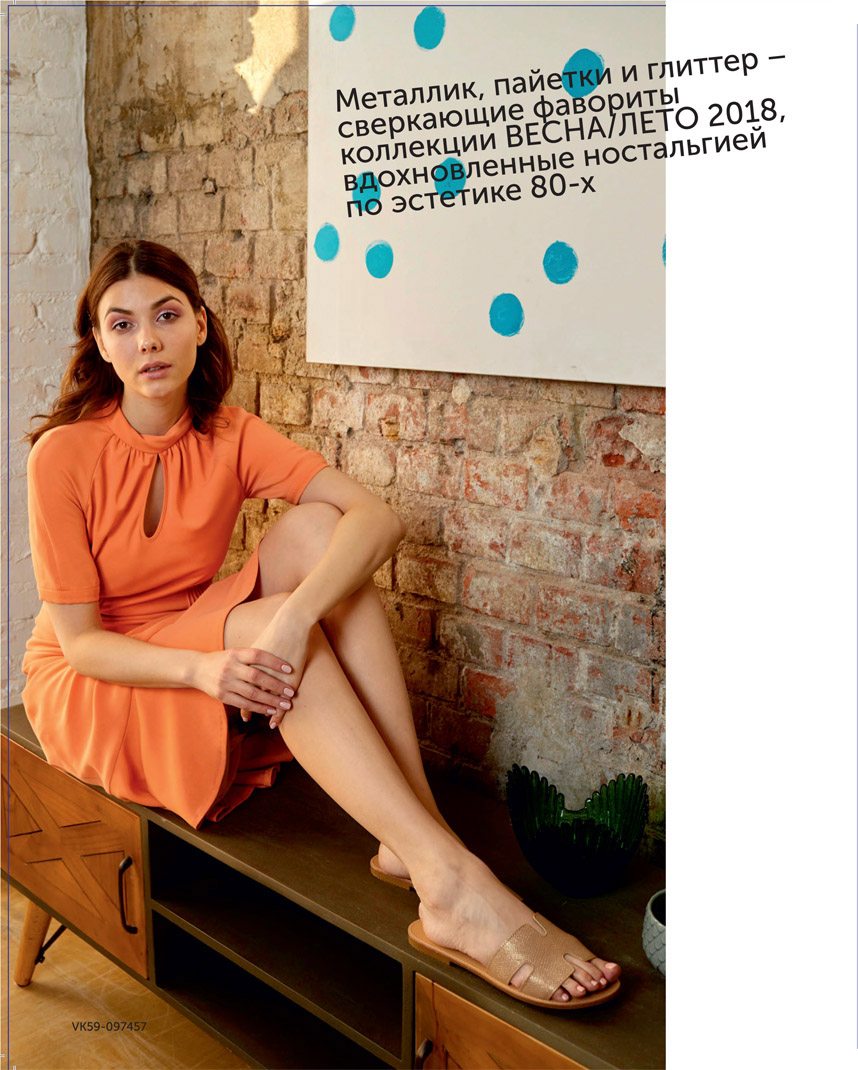 Металлик, пайетки и глиттер –
сверкающие фавориты
коллекции ВЕСНА/ЛЕТО 2018,
вдохновленные ностальгией
по эстетике 80-х
VK59-097457